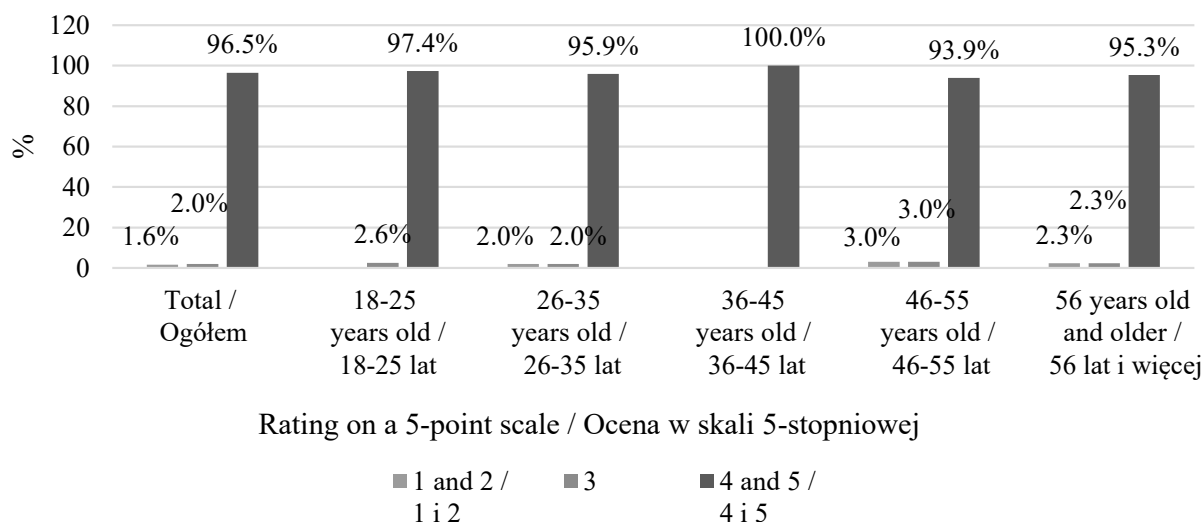 120
100
80
60
40
20
0
%
96.5%
97.4%
95.9%
100.0%
93.9%
95.3%
1.6%
2.0%
2.6%
2.0%
2.0%
3.0%
3.0%
2.3%
2.3%
Total /
Ogółem
18-25
years old /
18-25 lat
26-35
years old /
26-35 lat
36-45
years old /
36-45 lat
46-55
years old /
46-55 lat
56 years old
and older /
56 lat i więcej
Rating on a 5-point scale / Ocena w skali 5-stopniowej
1 and 2 /
1 i 2
3
4 and 5 /
4 i 5